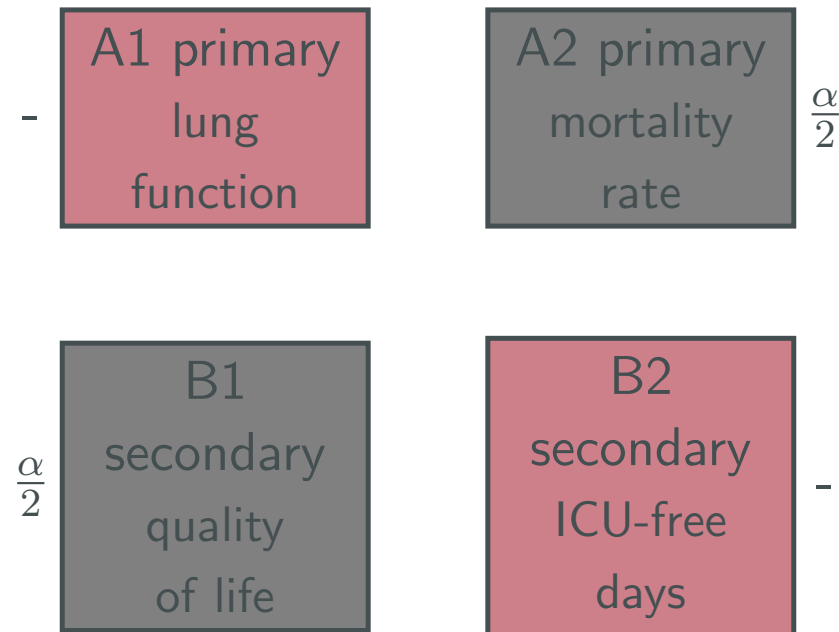 A1 primary
lung
function
-
A2 primary
mortality
rate
α/2
B1
secondary
quality
of life
α/2
B2
secondary
ICU-free
days
-